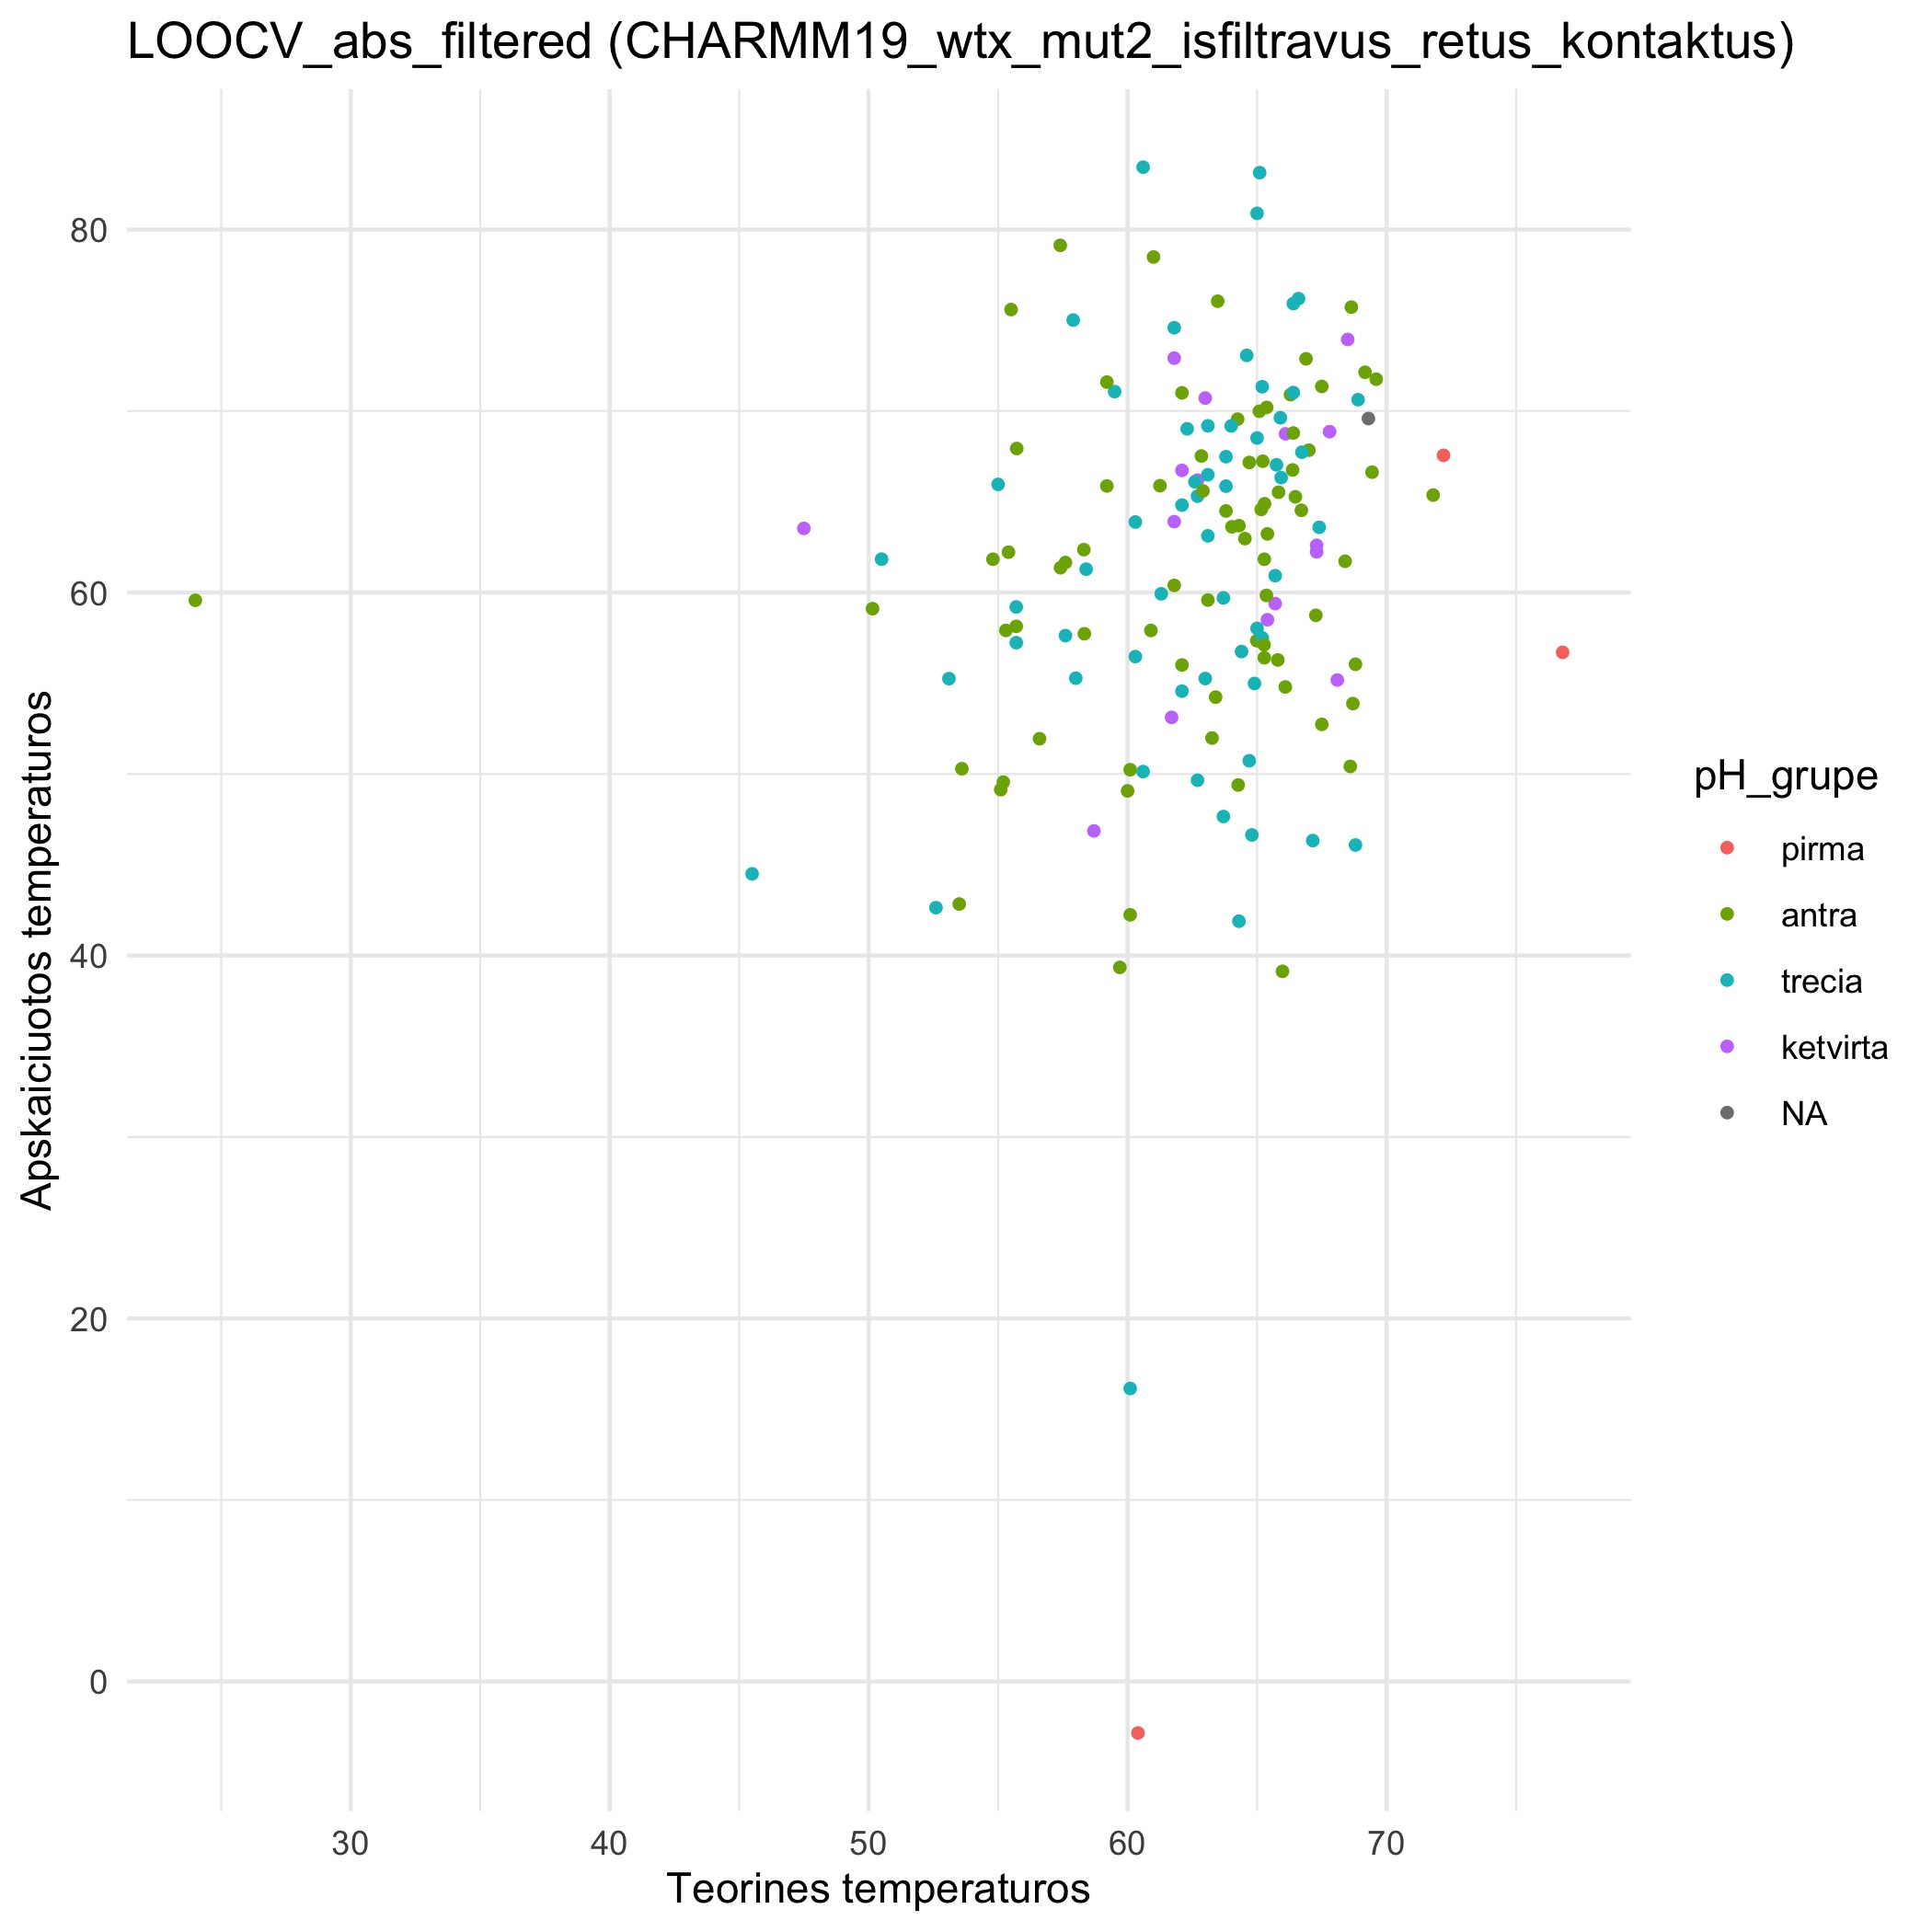 LOOCV_abs_filtered (CHARMM19_wtx_mut2_isfiltravus_retus_kontaktus)
Apskaiciuotos temperaturos
80
60
40
20
0
30 40 50 60 70
Teorines temperaturos
pH_grupe
pirma
antra
trecia
ketvirta
NA